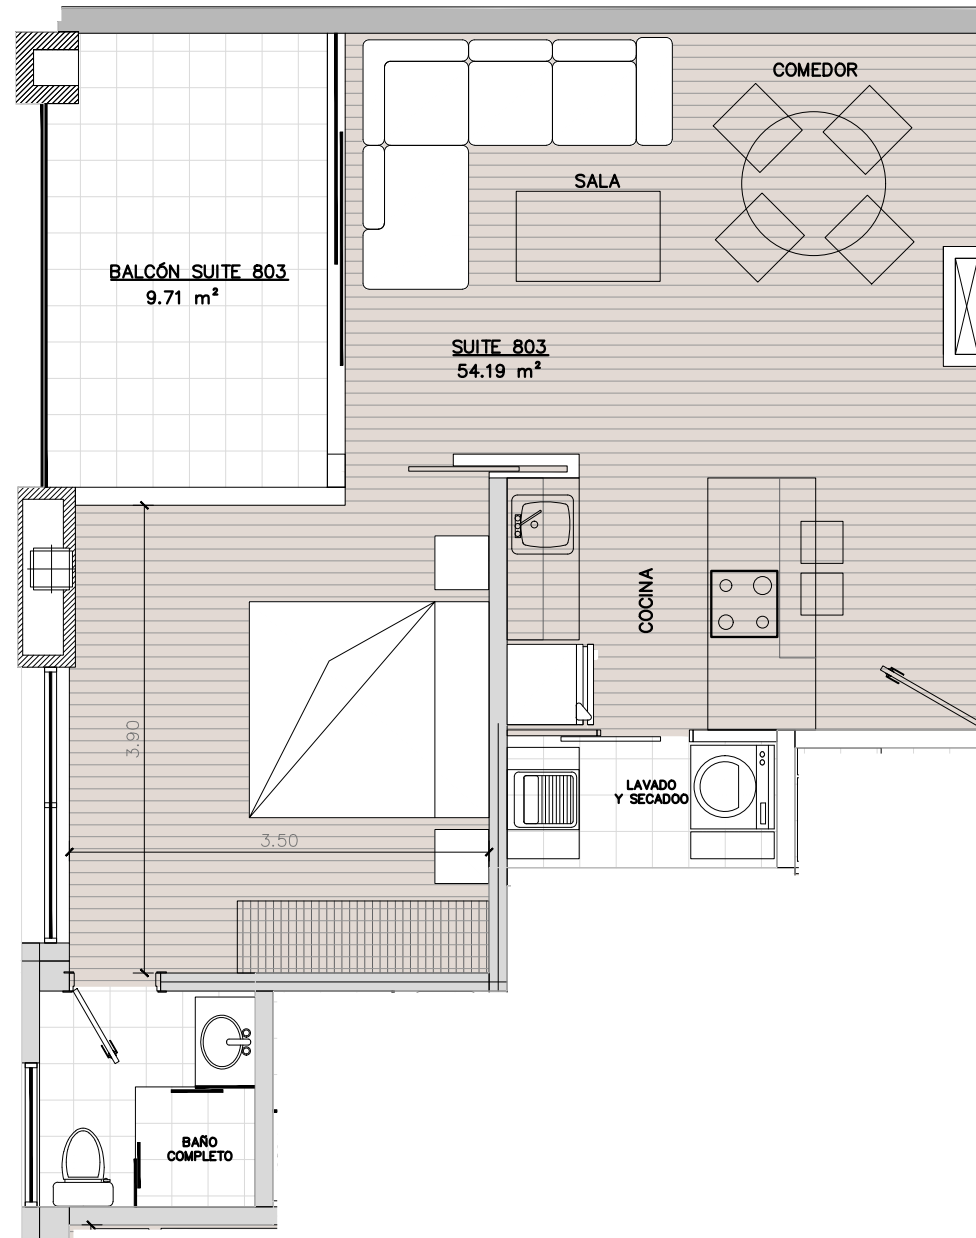 COMEDOR
SALA
BALCÓN SUITE 803
9.71 m²
SUITE 803
54.19 m²
COCINA
3.90
LAVADO
Y SECADOO
3.50
BAÑO
COMPLETO